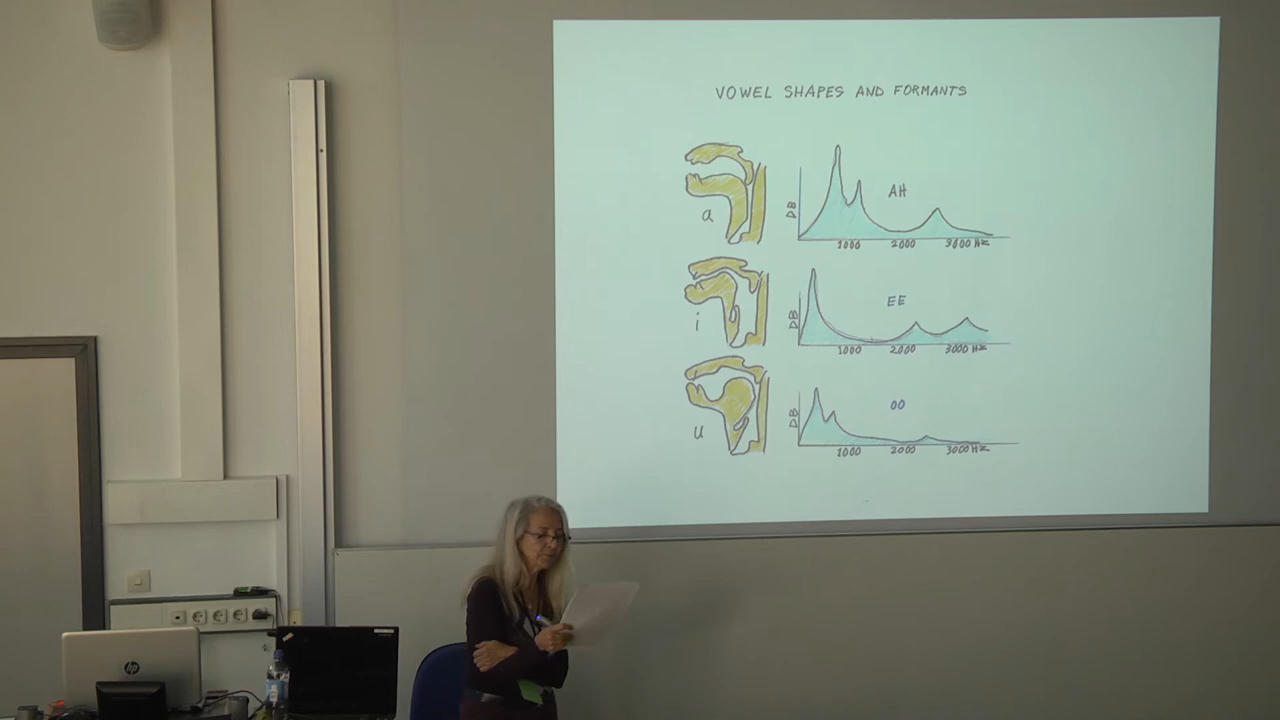 VOWEL SHAPES AND FORMANTS
a
DB
AH
1000 2000 3000 HZ
i
DB
EE
1000 2000 3000 HZ
u
DB
OO
1000 2000 3000 HZ
hp